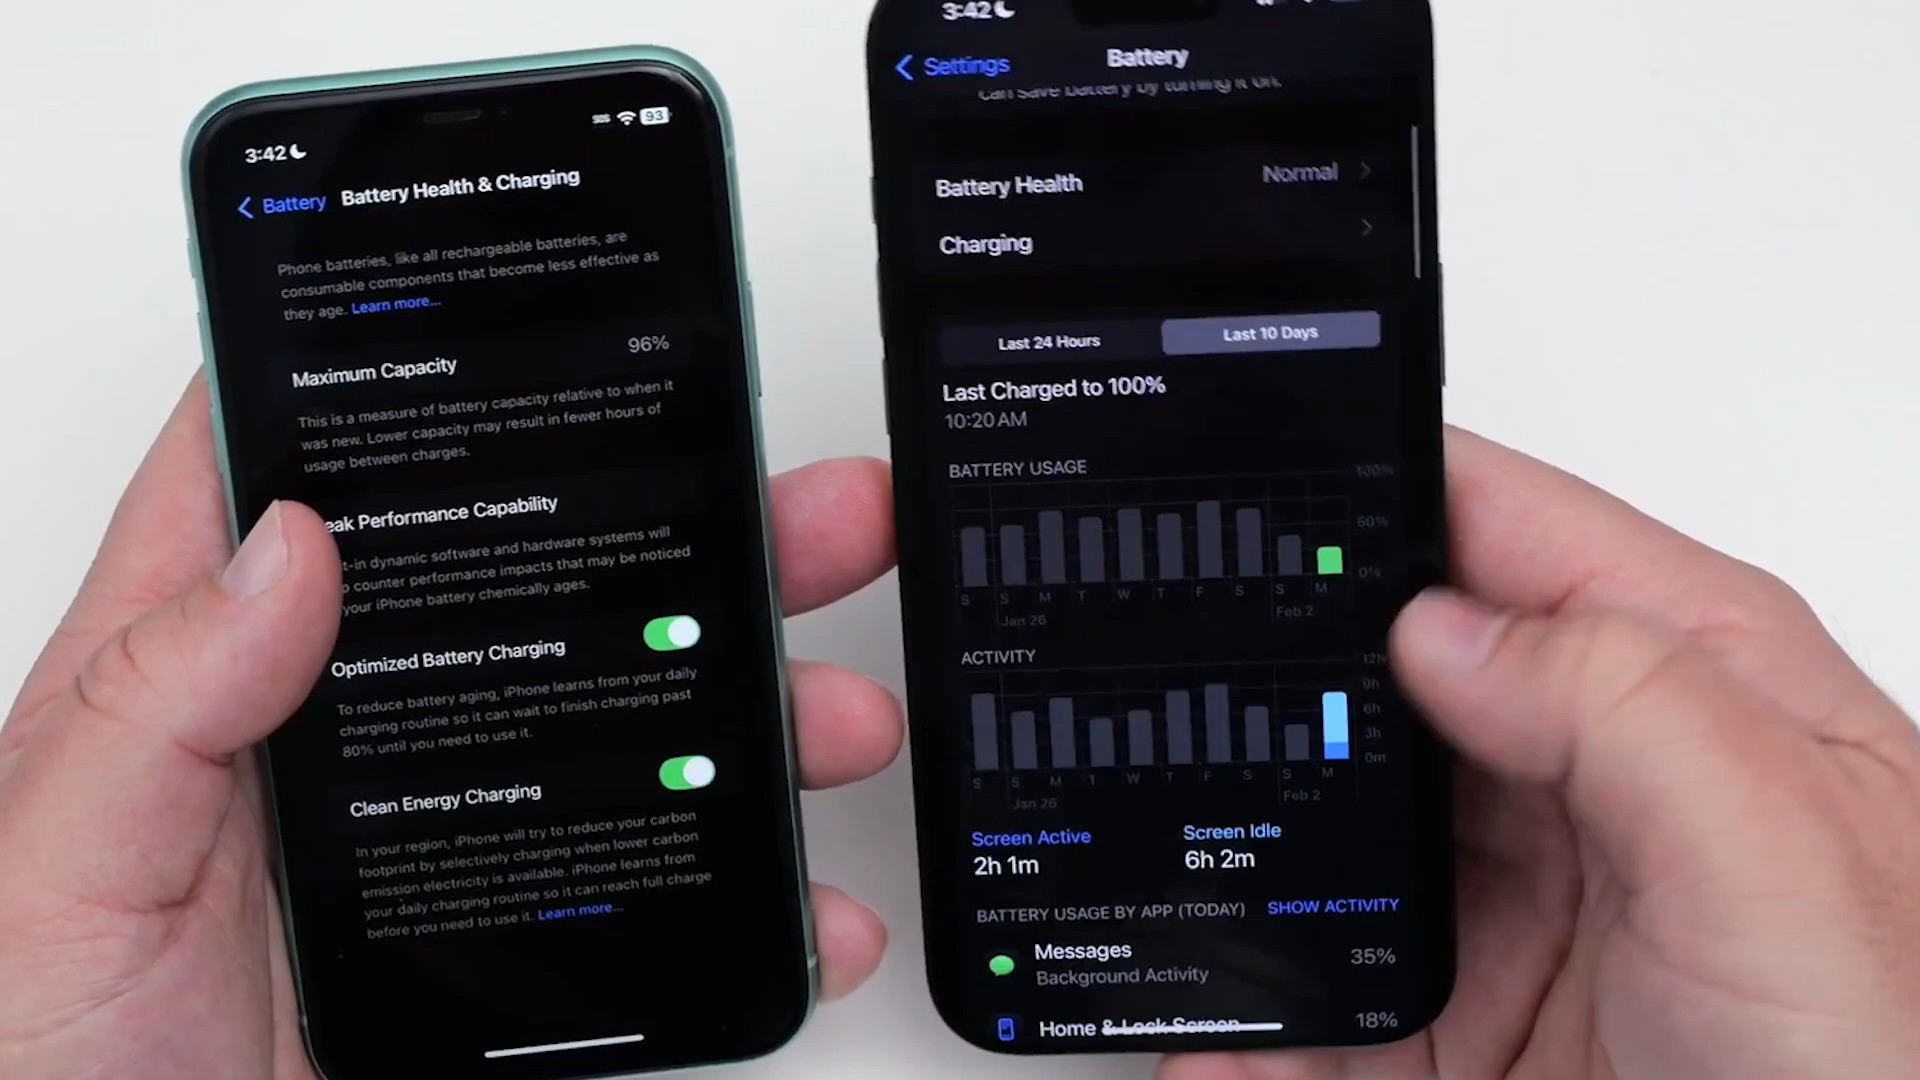 3:42
SOS 93
Battery
Battery Health & Charging
Phone batteries, like all rechargeable batteries, are
consumable components that become less effective as
they age. Learn more...
Maximum Capacity 96%
This is a measure of battery capacity relative to when it
was new. Lower capacity may result in fewer hours of
usage between charges.
eak Performance Capability
t-in dynamic software and hardware systems will
counter performance impacts that may be noticed
your iPhone battery chemically ages.
Optimized Battery Charging
To reduce battery aging, iPhone learns from your daily
charging routine so it can wait to finish charging past
80% until you need to use it.
Clean Energy Charging
In your region, iPhone will try to reduce your carbon
footprint by selectively charging when lower carbon
emission electricity is available. iPhone learns from
your daily charging routine so it can reach full charge
before you need to use it. Learn more...
3:42
Settings
Battery
can save battery by turning it on.
Battery Health Normal
Charging
Last 24 Hours Last 10 Days
Last Charged to 100%
10:20 AM
BATTERY USAGE
100%
50%
0%
S S M T W T F S S M
Jan 26 Feb 2
ACTIVITY
12h
9h
6h
3h
0m
S S M T W T F S S M
Jan 26 Feb 2
Screen Active Screen Idle
2h 1m 6h 2m
BATTERY USAGE BY APP (TODAY) SHOW ACTIVITY
Messages 35%
Background Activity
Home & Lock Screen 18%